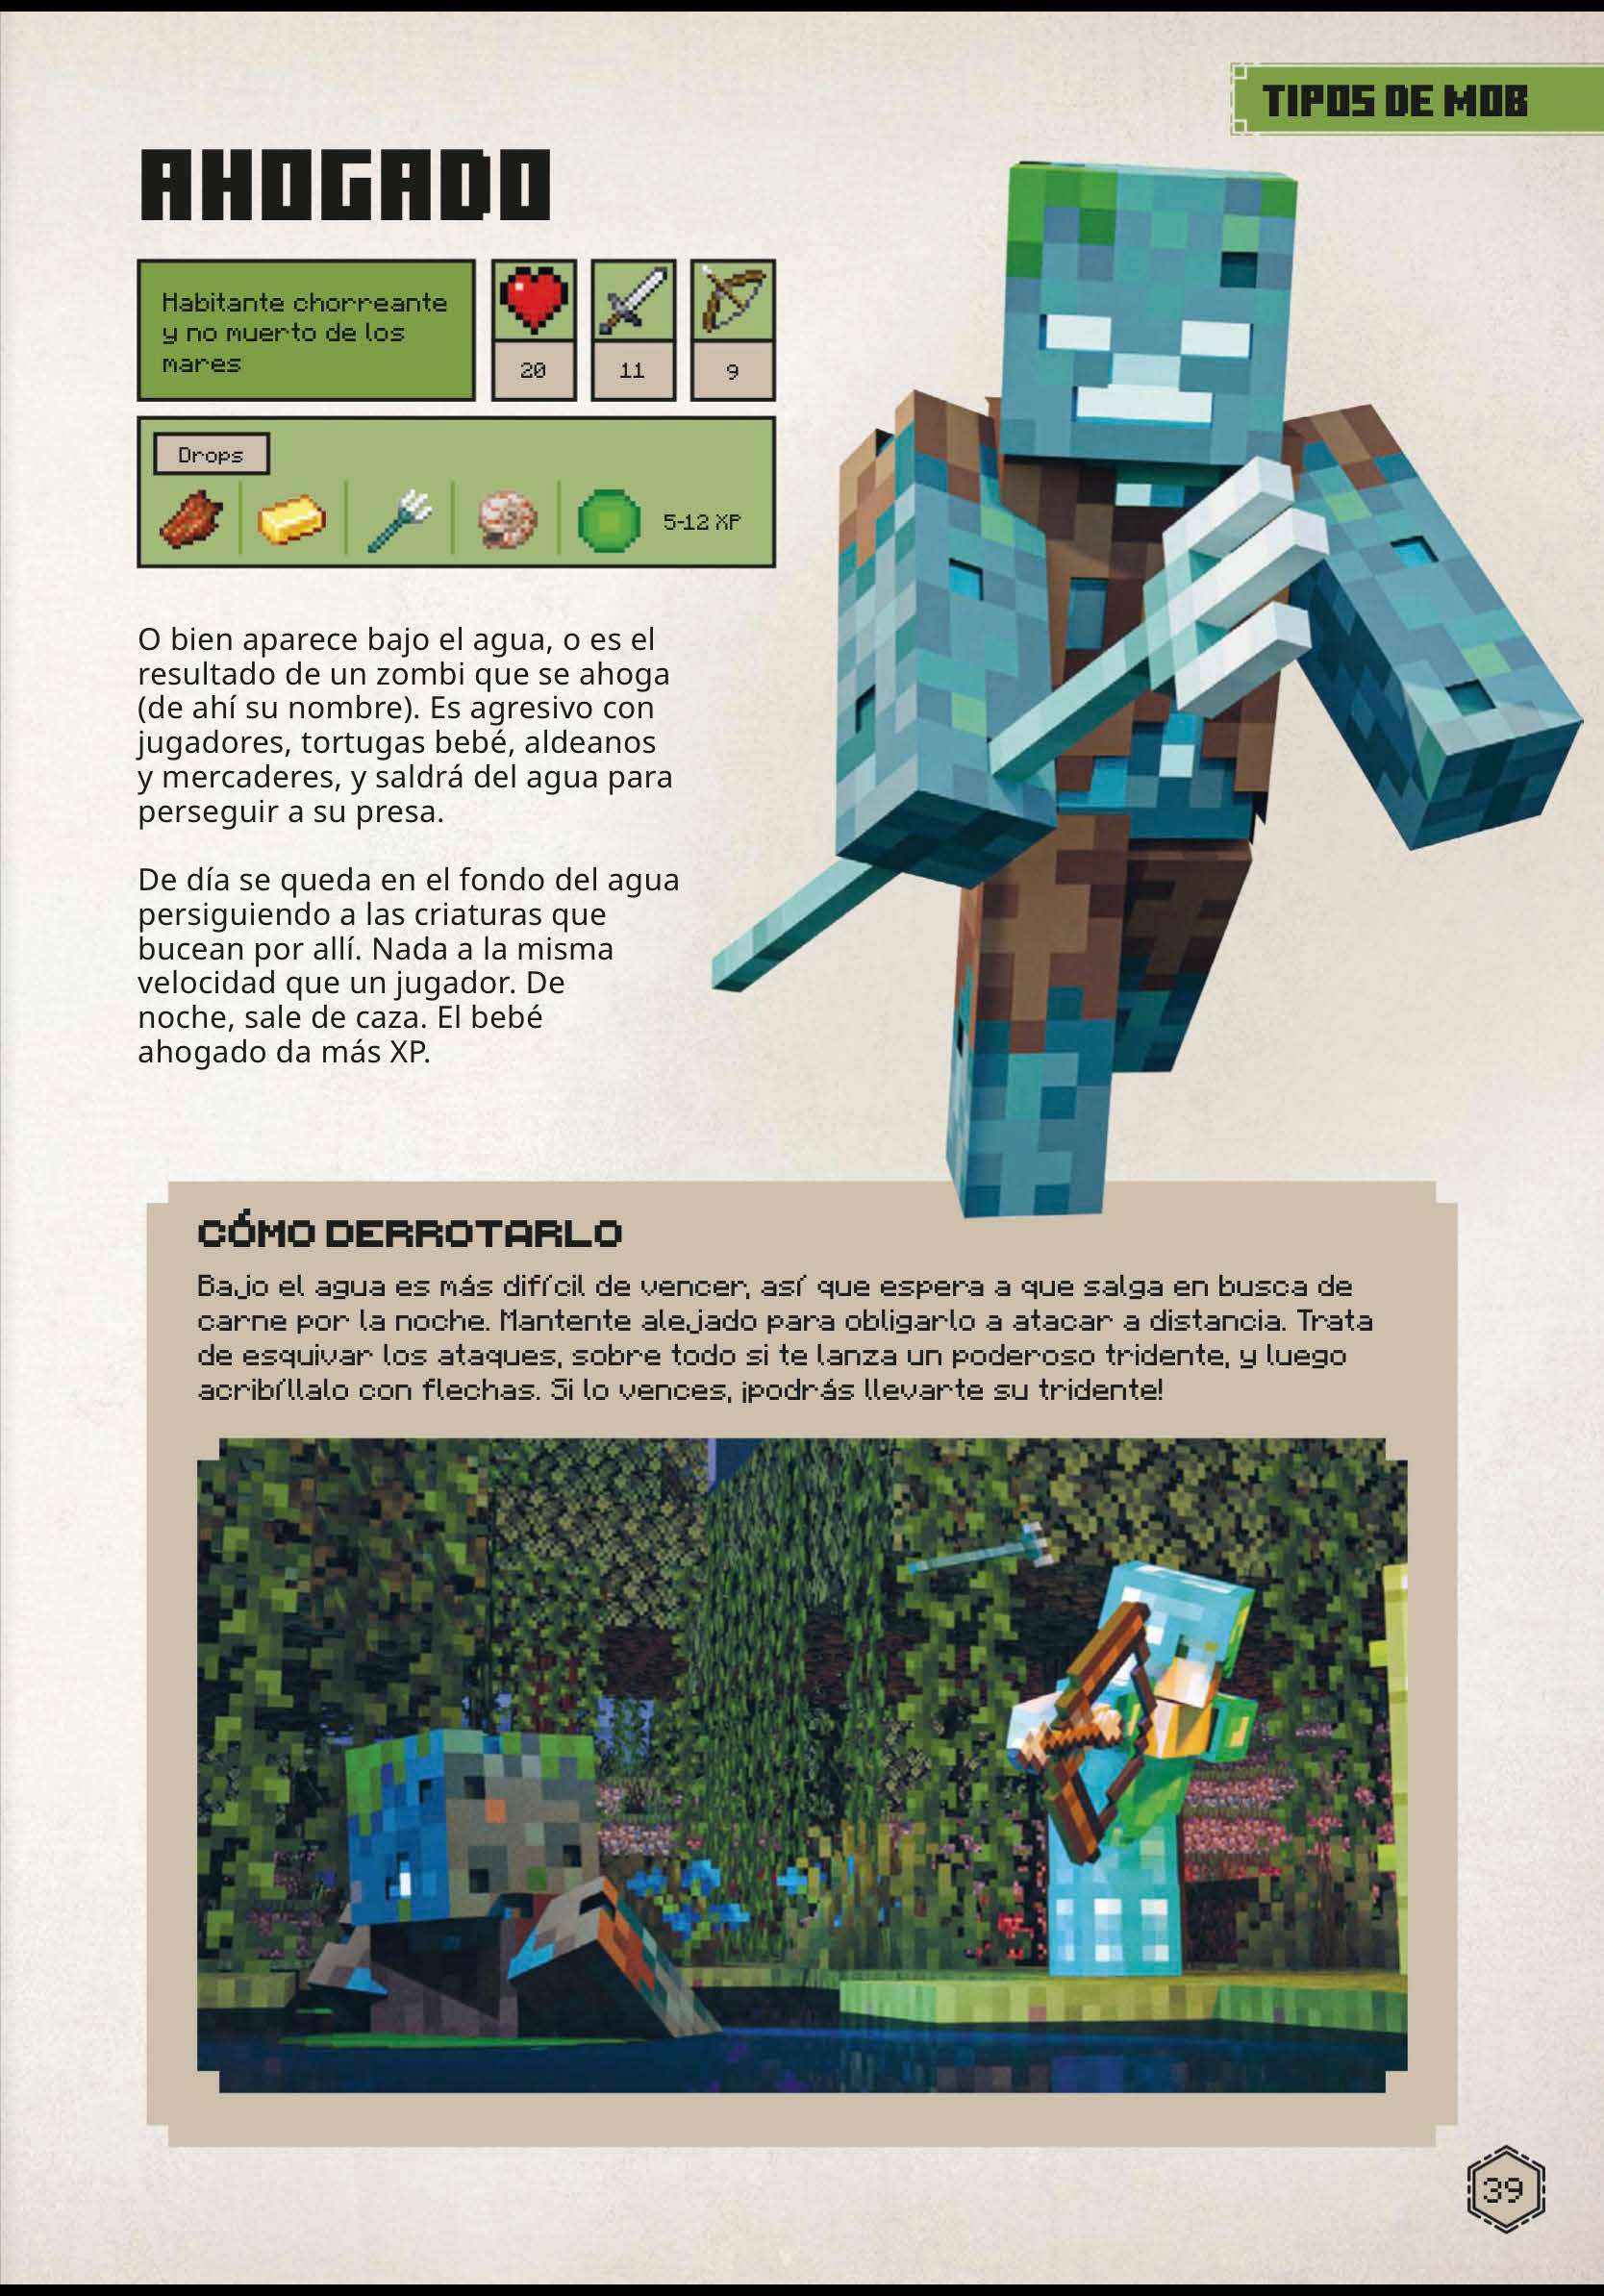 TIPOS DE MOB
AHOGADO
Habitante chorreante
y no muerto de los
mares
20
11
9
Drops
5-12 XP
O bien aparece bajo el agua, o es el
resultado de un zombi que se ahoga
(de ahí su nombre). Es agresivo con
jugadores, tortugas bebé, aldeanos
y mercaderes, y saldrá del agua para
perseguir a su presa.
De día se queda en el fondo del agua
persiguiendo a las criaturas que
bucean por allí. Nada a la misma
velocidad que un jugador. De
noche, sale de caza. El bebé
ahogado da más XP.
CÓMO DERROTARLO
Bajo el agua es más difícil de vencer, así que espera a que salga en busca de
carne por la noche. Mantente alejado para obligarlo a atacar a distancia. Trata
de esquivar los ataques, sobre todo si te lanza un poderoso tridente, y luego
acribíllalo con flechas. Si lo vences, ¡podrás llevarte su tridente!
39